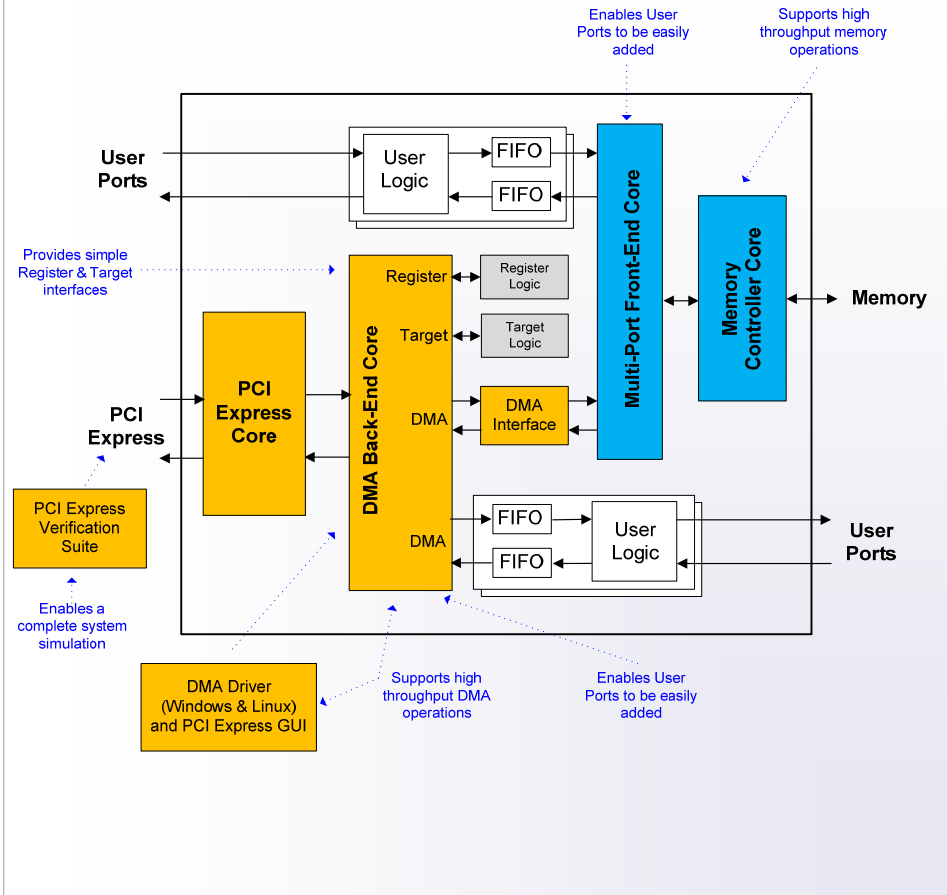 Enables User
Ports to be easily
added
Supports high
throughput memory
operations
User
Ports
User
Logic
FIFO
FIFO
Multi-Port Front-End Core
Memory
Controller Core
Memory
Provides simple
Register & Target
interfaces
Register
Register
Logic
Target
Target
Logic
DMA Back-End Core
PCI
Express
Core
DMA
DMA
Interface
PCI
Express
PCI Express
Verification
Suite
DMA
FIFO
FIFO
User
Logic
User
Ports
Enables a
complete system
simulation
DMA Driver
(Windows & Linux)
and PCI Express GUI
Supports high
throughput DMA
operations
Enables User
Ports to be easily
added